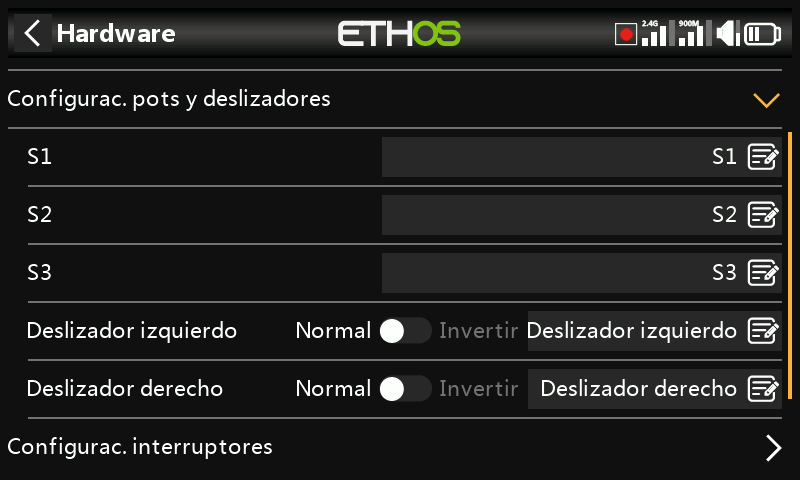 Hardware ETHOS 2.4G 900M
Configurac. pots y deslizadores
S1 S1
S2 S2
S3 S3
Deslizador izquierdo Normal Invertir Deslizador izquierdo
Deslizador derecho Normal Invertir Deslizador derecho
Configurac. interruptores